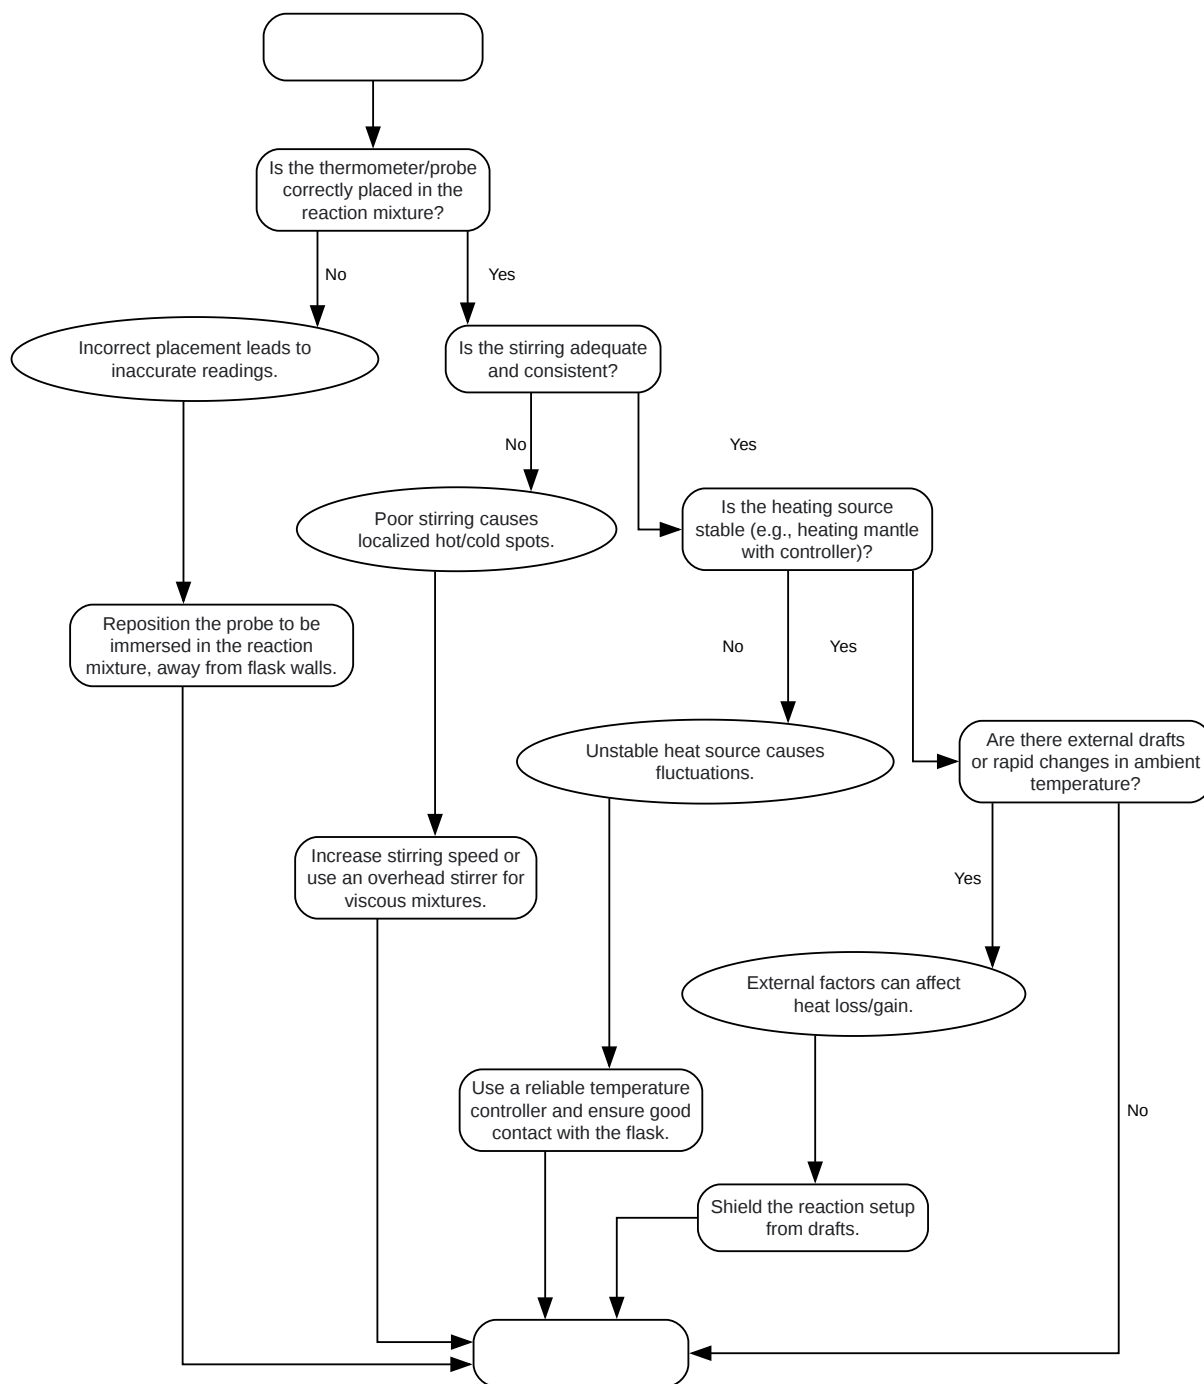 Is the thermometer/probe
correctly placed in the
reaction mixture?
No
Yes
Incorrect placement leads to
inaccurate readings.
Is the stirring adequate
and consistent?
No
Yes
Poor stirring causes
localized hot/cold spots.
Is the heating source
stable (e.g., heating mantle
with controller)?
Reposition the probe to be
immersed in the reaction
mixture, away from flask walls.
No
Yes
Unstable heat source causes
fluctuations.
Are there external drafts
or rapid changes in ambient
temperature?
Increase stirring speed or
use an overhead stirrer for
viscous mixtures.
Yes
External factors can affect
heat loss/gain.
Use a reliable temperature
controller and ensure good
contact with the flask.
No
Shield the reaction setup
from drafts.